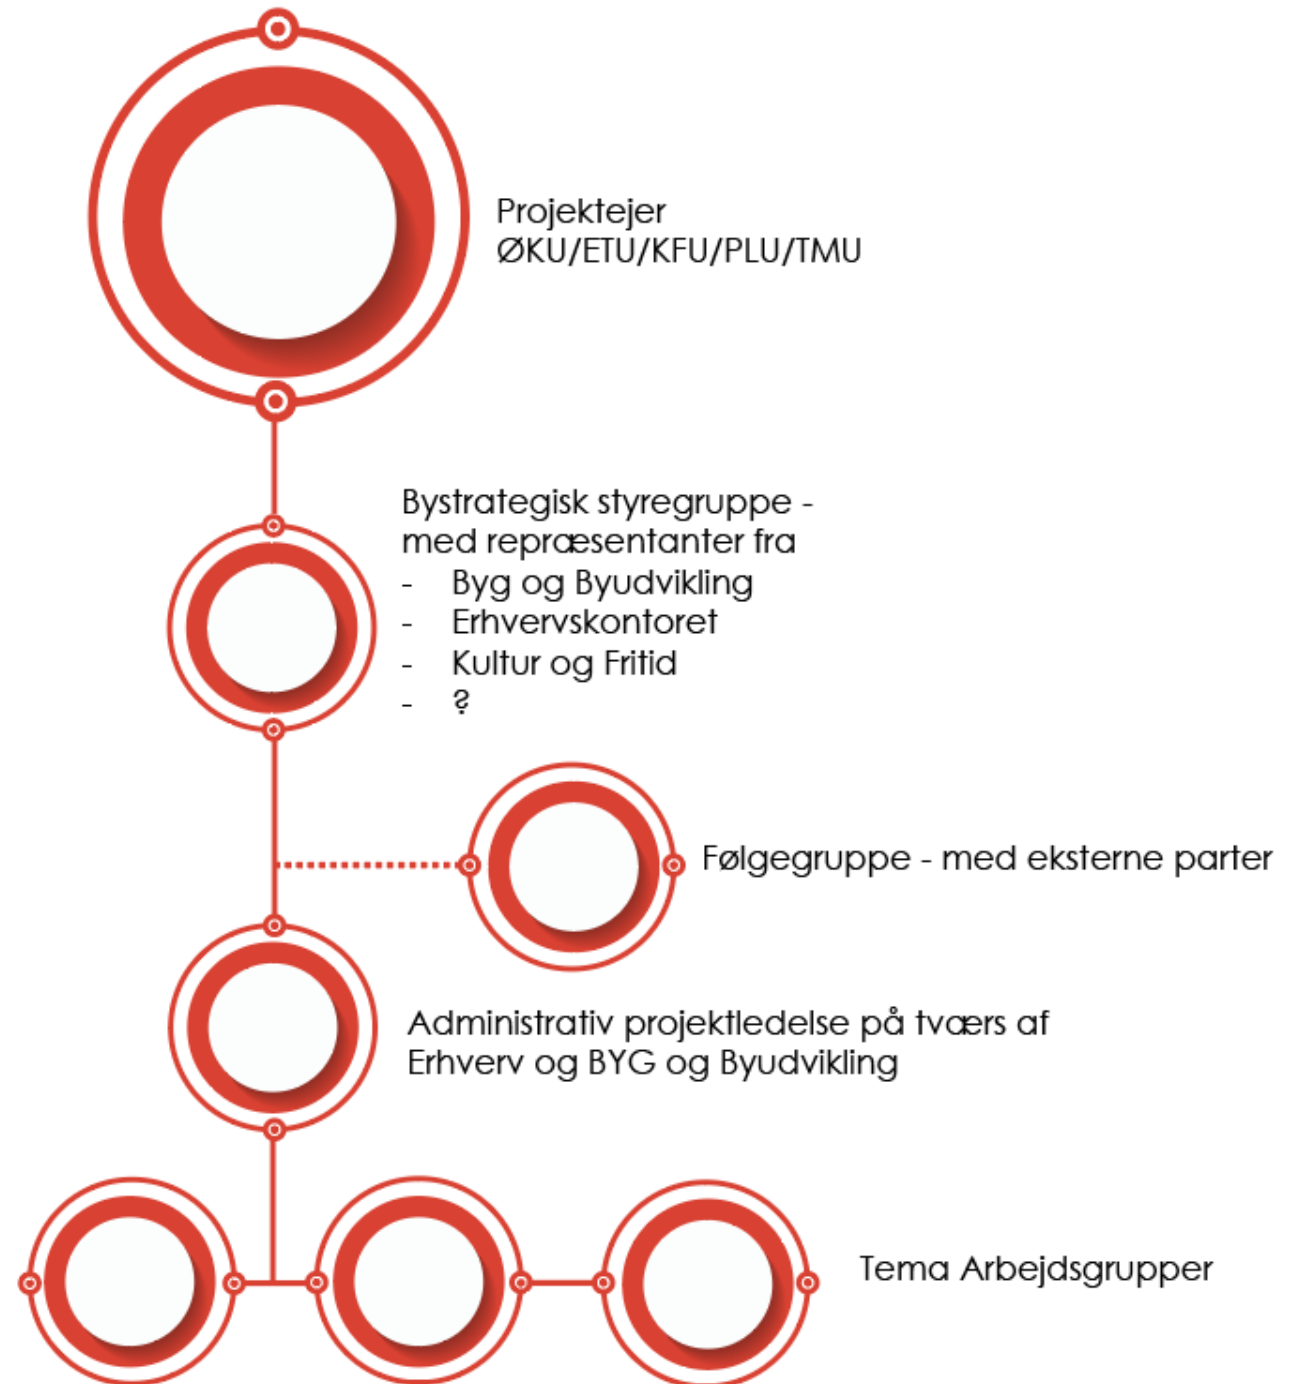 Projektejer
ØKU/ETU/KFU/PLU/TMU
Bystrategisk styregruppe -
med repræsentanter fra
- Byg og Byudvikling
- Erhvervskontoret
- Kultur og Fritid
- ?
Følgegruppe - med eksterne parter
Administrativ projektledelse på tværs af
Erhverv og BYG og Byudvikling
Tema Arbejdsgrupper